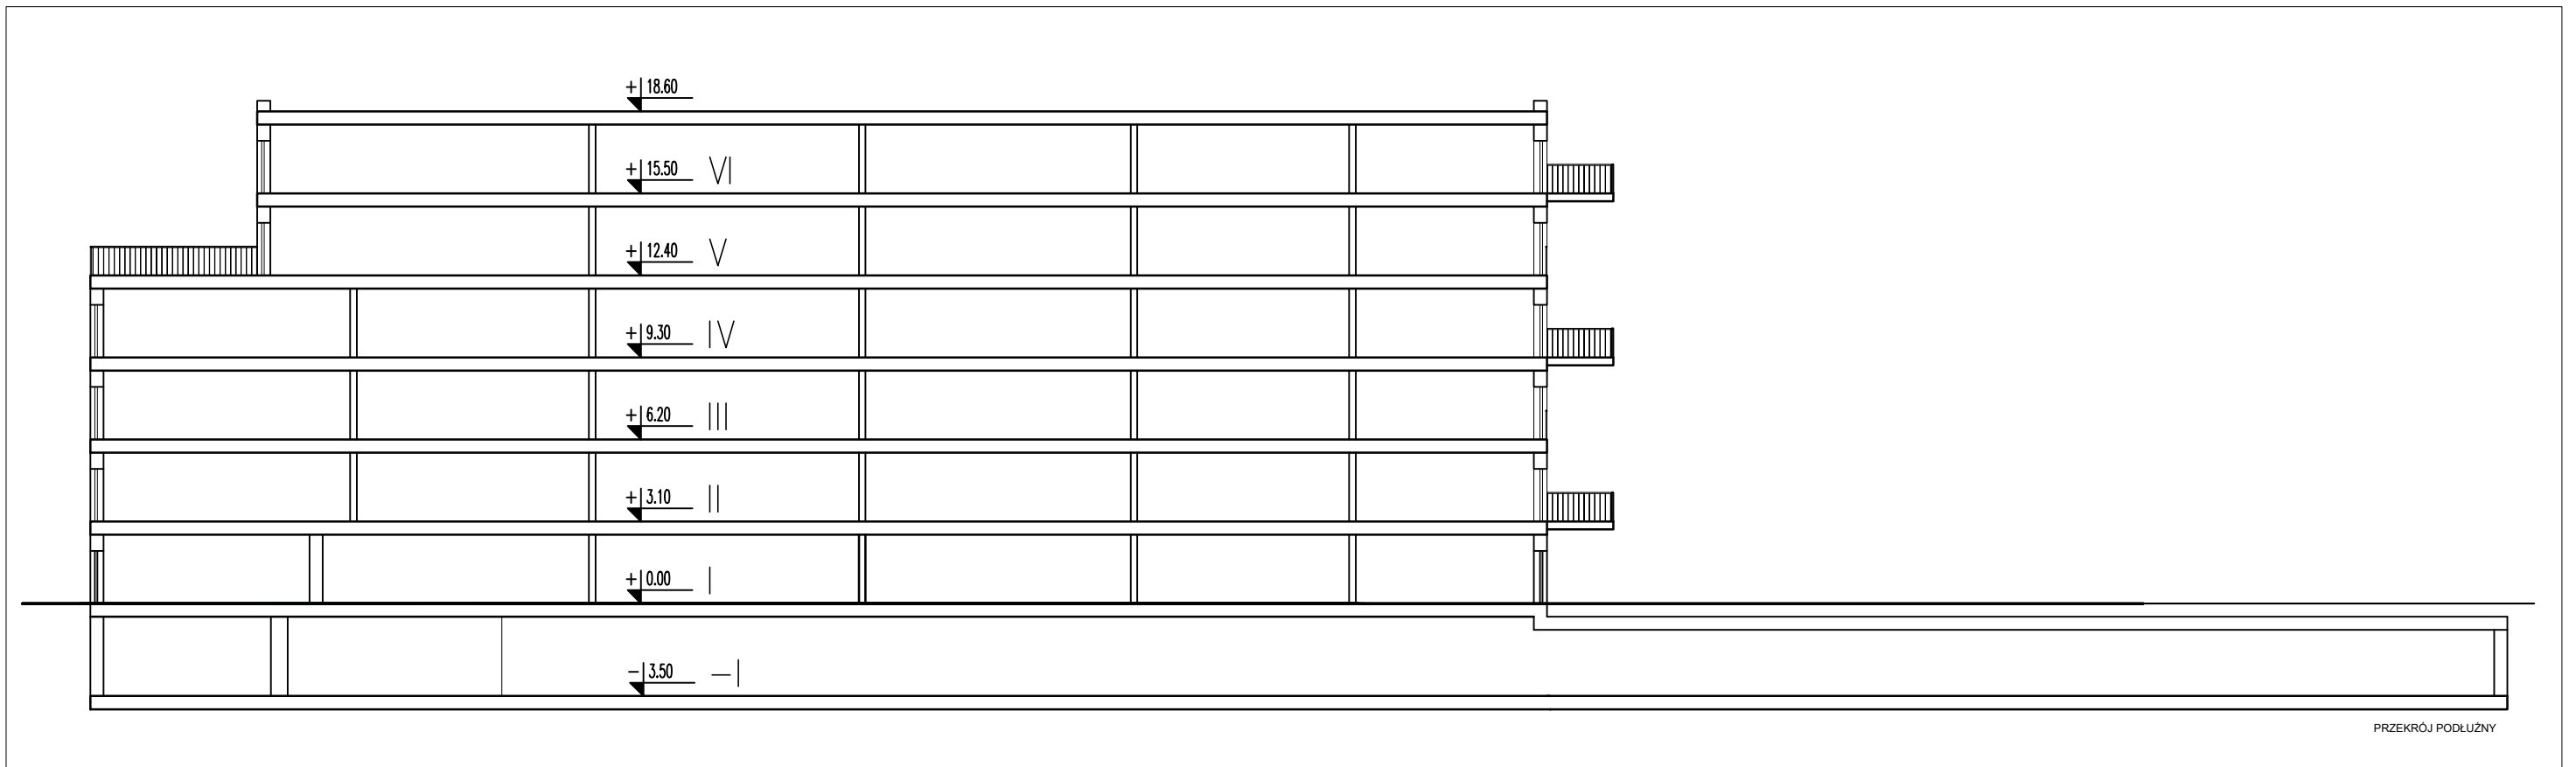 +18.60
+15.50 VI
+12.40 V
+9.30 IV
+6.20 III
+3.10 II
+0.00 I
-3.50 -I
PRZEKRÓJ PODŁUŻNY